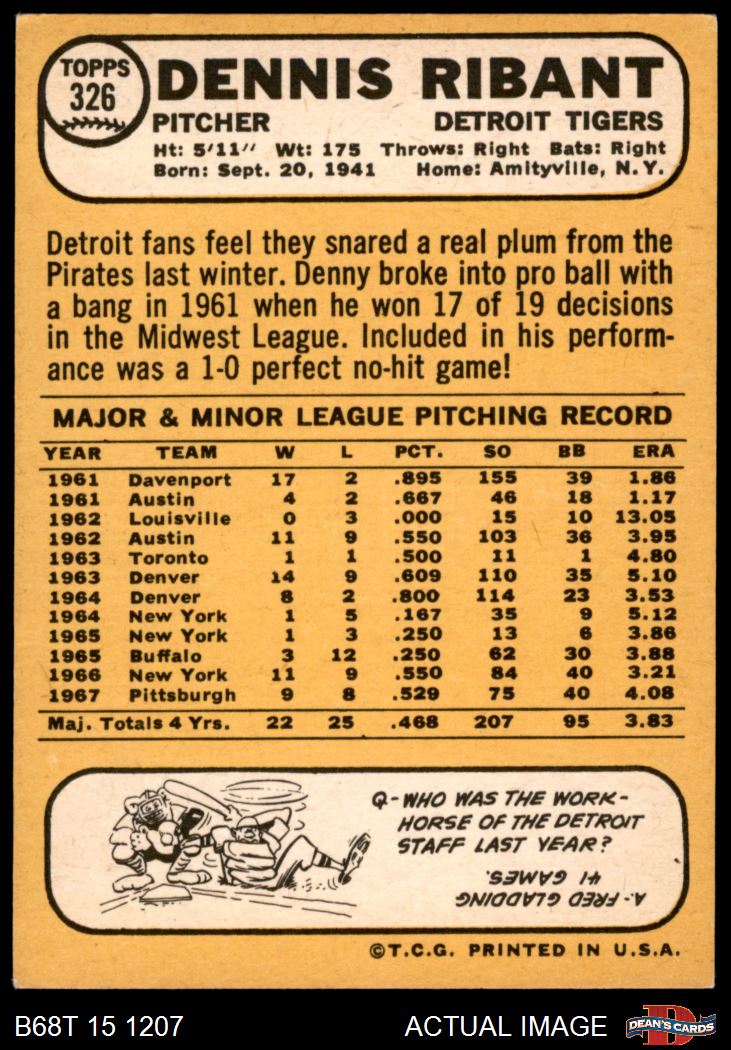 TOPPS
326
DENNIS RIBANT
PITCHER DETROIT TIGERS
Ht: 5'11" Wt: 175 Throws: Right Bats: Right
Born: Sept. 20, 1941 Home: Amityville, N.Y.
Detroit fans feel they snared a real plum from the
Pirates last winter. Denny broke into pro ball with
a bang in 1961 when he won 17 of 19 decisions
in the Midwest League. Included in his perform-
ance was a 1-0 perfect no-hit game!
MAJOR & MINOR LEAGUE PITCHING RECORD
YEAR TEAM W L PCT. SO BB ERA
1961 Davenport 17 2 .895 155 39 1.86
1961 Austin 4 2 .667 46 18 1.17
1962 Louisville 0 3 .000 15 10 13.05
1962 Austin 11 9 .550 103 36 3.95
1963 Toronto 1 1 .500 11 1 4.80
1963 Denver 14 9 .609 110 35 5.10
1964 Denver 8 2 .800 114 23 3.53
1964 New York 1 5 .167 35 9 5.12
1965 New York 1 3 .250 13 6 3.86
1965 Buffalo 3 12 .250 62 30 3.88
1966 New York 11 9 .550 84 40 3.21
1967 Pittsburgh 9 8 .529 75 40 4.08
Maj. Totals 4 Yrs. 22 25 .468 207 95 3.83
Q-WHO WAS THE WORK-
HORSE OF THE DETROIT
STAFF LAST YEAR?
A-FRED GLADDING
41 GAMES.
©T.C.G. PRINTED IN U.S.A.
B68T 15 1207 ACTUAL IMAGE
D
DEAN'S CARDS